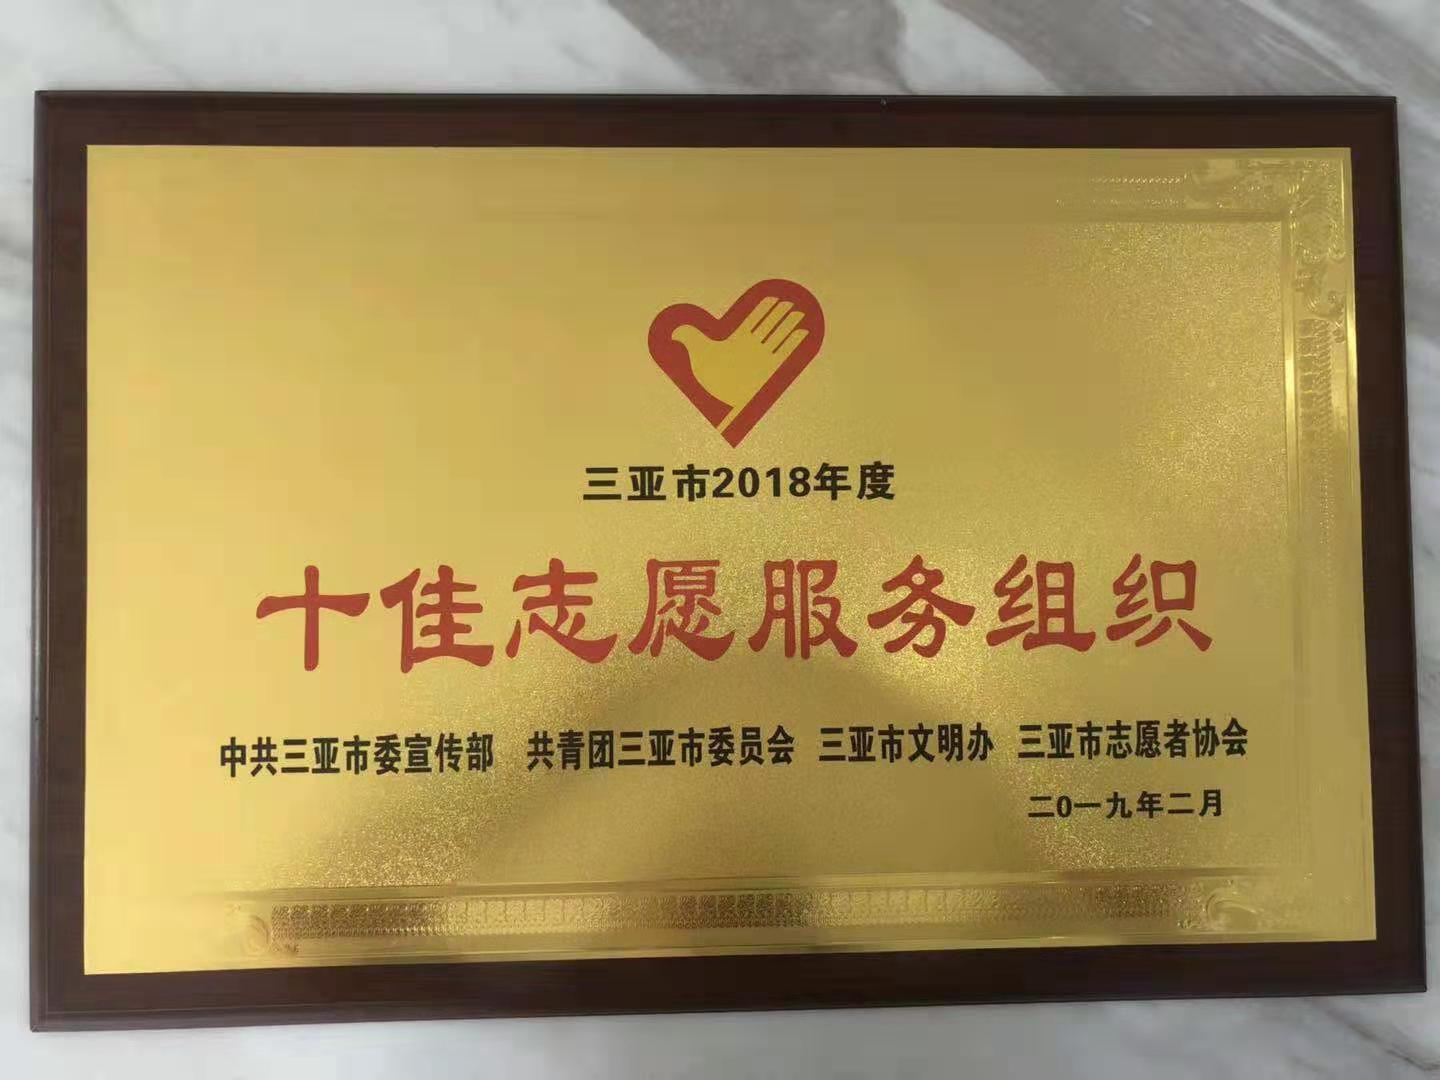 三亚市2018年度
十佳志愿服务组织
中共三亚市委宣传部 共青团三亚市委员会 三亚市文明办 三亚市志愿者协会
二0一九年二月